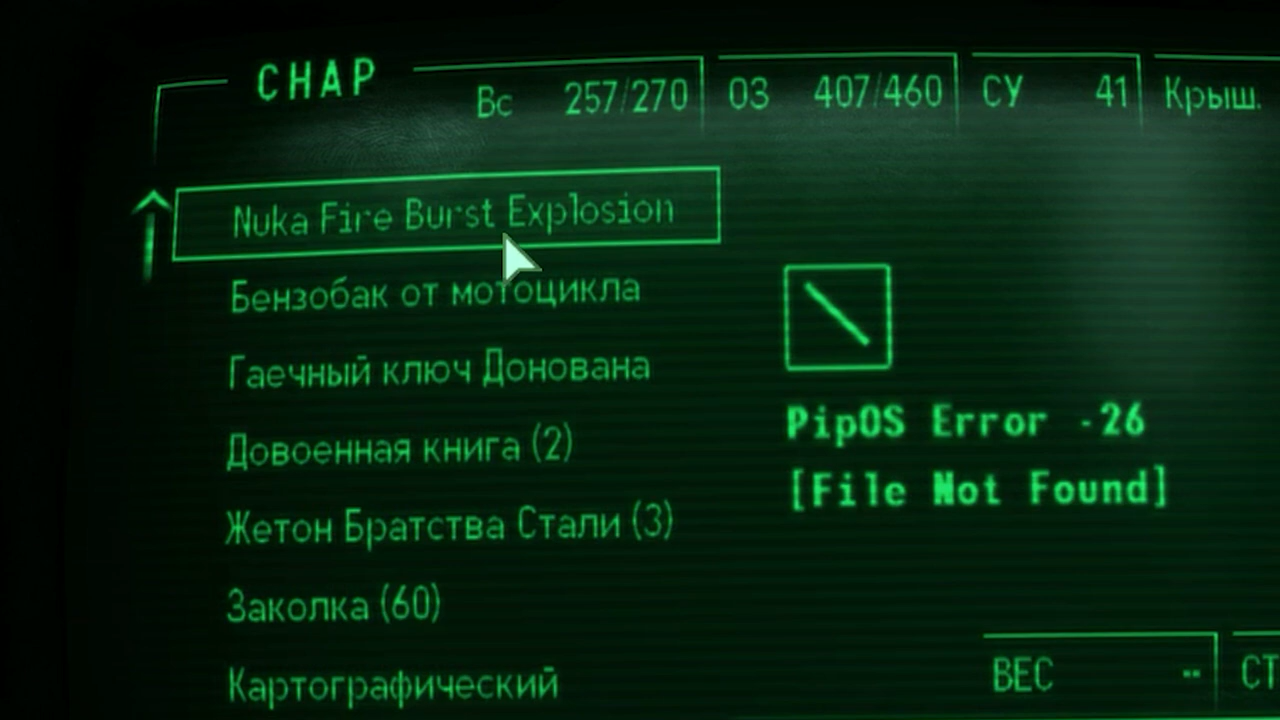 СНАР
Вс 257/270 ОЗ 407/460 СУ 41 Крыш.
Nuka Fire Burst Explosion
Бензобак от мотоцикла
Гаечный ключ Донована
Довоенная книга (2)
Жетон Братства Стали (3)
Заколка (60)
Картографический
PipOS Error -26
[File Not Found]
ВЕС -- СТ